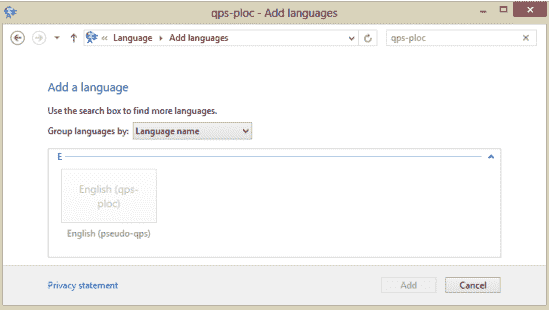 qps-ploc - Add languages
« Language ▸ Add languages
qps-ploc
Add a language
Use the search box to find more languages.
Group languages by: Language name
E
English (qps-
ploc)
English (pseudo-qps)
Privacy statement
Add
Cancel